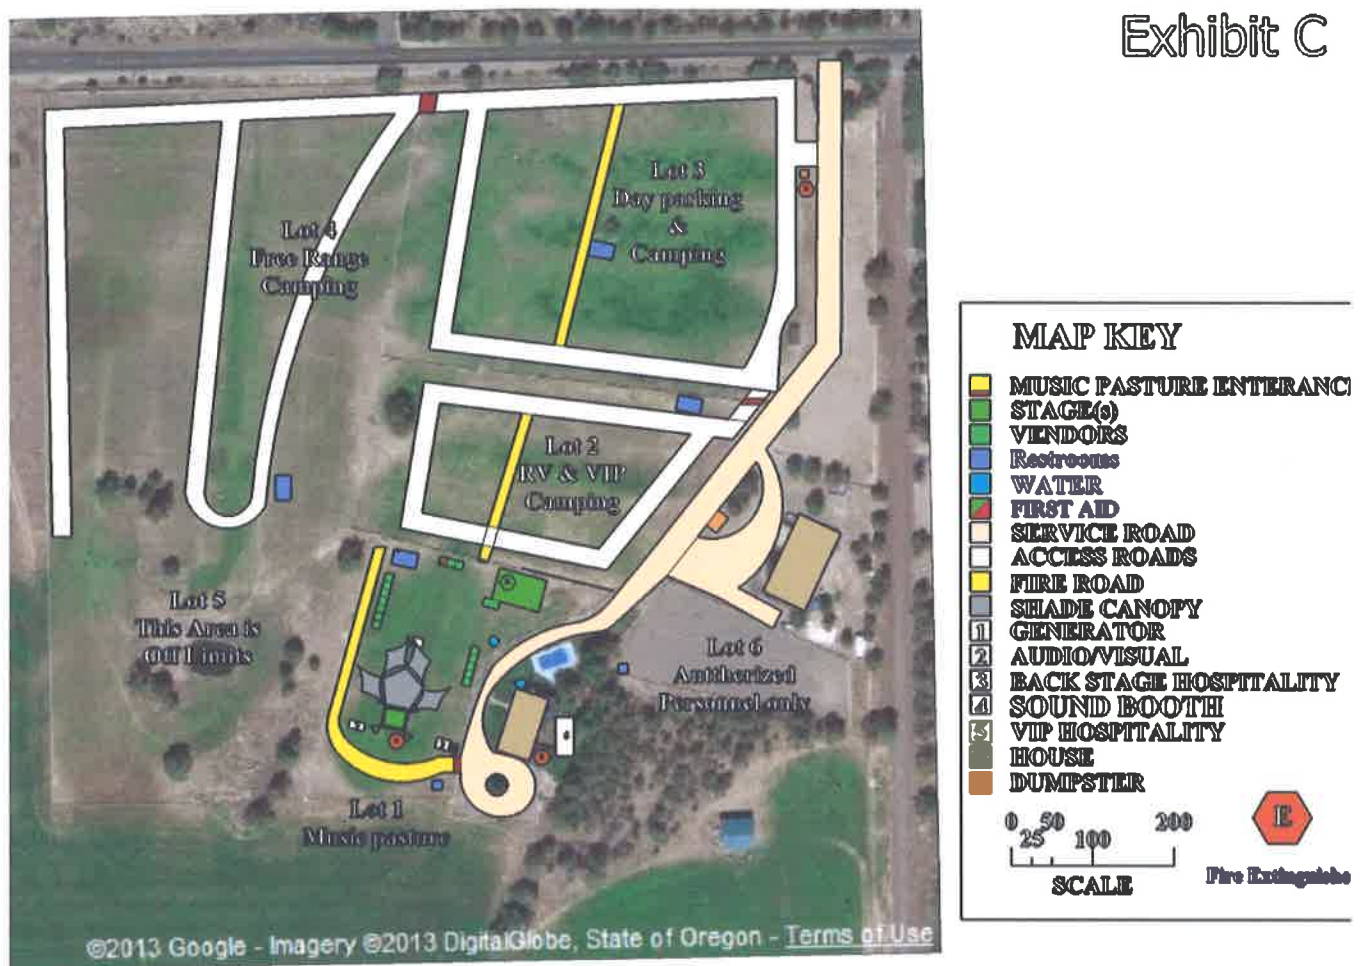 Exhibit C
Lot 3
Day parking
&
Camping
Lot 4
Free Range
Camping
Lot 2
RV & VIP
Camping
Lot 5
This Area is
Off Limits
Lot 6
Auttherized
Personnel only
Lot 1
Music pasture
MAP KEY
MUSIC PASTURE ENTERANC
STAGE(s)
VENDORS
Restrooms
WATER
FIRST AID
SERVICE ROAD
ACCESS ROADS
FIRE ROAD
SHADE CANOPY
1 GENERATOR
2 AUDIO/VISUAL
3 BACK STAGE HOSPITALITY
4 SOUND BOOTH
5 VIP HOSPITALITY
HOUSE
DUMPSTER
0 50 200
25 100
SCALE
E
Fire Extinguishe
©2013 Google - Imagery ©2013 DigitalGlobe, State of Oregon - Terms of Use